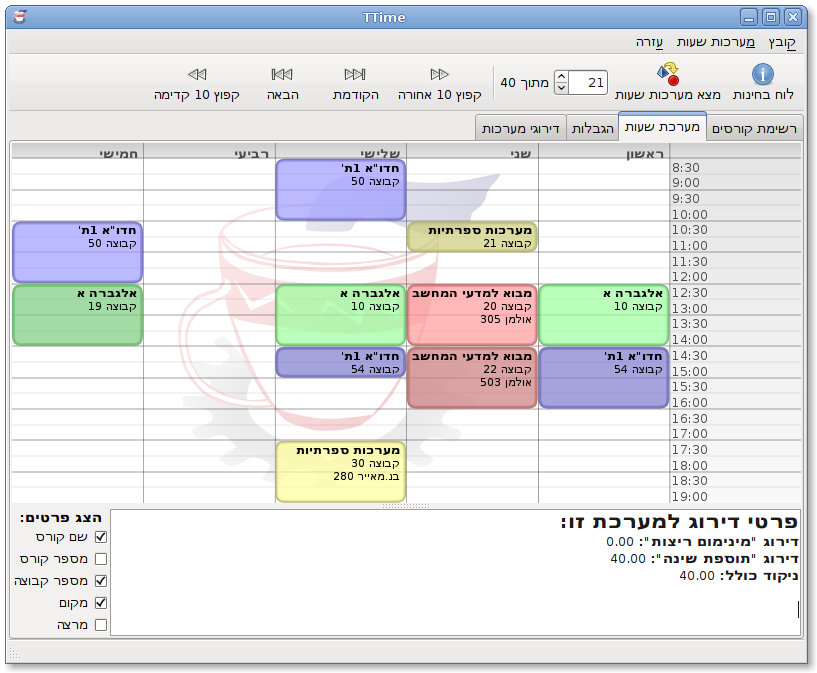 TTime
קובץ מערכות שעות עזרה
לוח בחינות
מצא מערכות שעות
21 מתוך 40
קפוץ 10 אחורה
הקודמת
הבאה
קפוץ 10 קדימה
רשימת קורסים
מערכת שעות
הגבלות
דירוגי מערכות
ראשון שני שלישי רביעי חמישי
8:30
9:00
9:30
10:00
10:30
11:00
11:30
12:00
12:30
13:00
13:30
14:00
14:30
15:00
15:30
16:00
16:30
17:00
17:30
18:00
18:30
19:00
אלגברה א
קבוצה 10
חדו"א 1ת'
קבוצה 54
מערכות ספרתיות
קבוצה 21
מבוא למדעי המחשב
קבוצה 20
אולמן 305
מבוא למדעי המחשב
קבוצה 22
אולמן 503
חדו"א 1ת'
קבוצה 50
אלגברה א
קבוצה 10
חדו"א 1ת'
קבוצה 54
מערכות ספרתיות
קבוצה 30
בנ.מאייר 280
חדו"א 1ת'
קבוצה 50
אלגברה א
קבוצה 19
פרטי דירוג למערכת זו:
דירוג "מינימום ריצות": 0.00
דירוג "תוספת שינה": 40.00
ניקוד כולל: 40.00
הצג פרטים:
שם קורס
מספר קורס
מספר קבוצה
מקום
מרצה